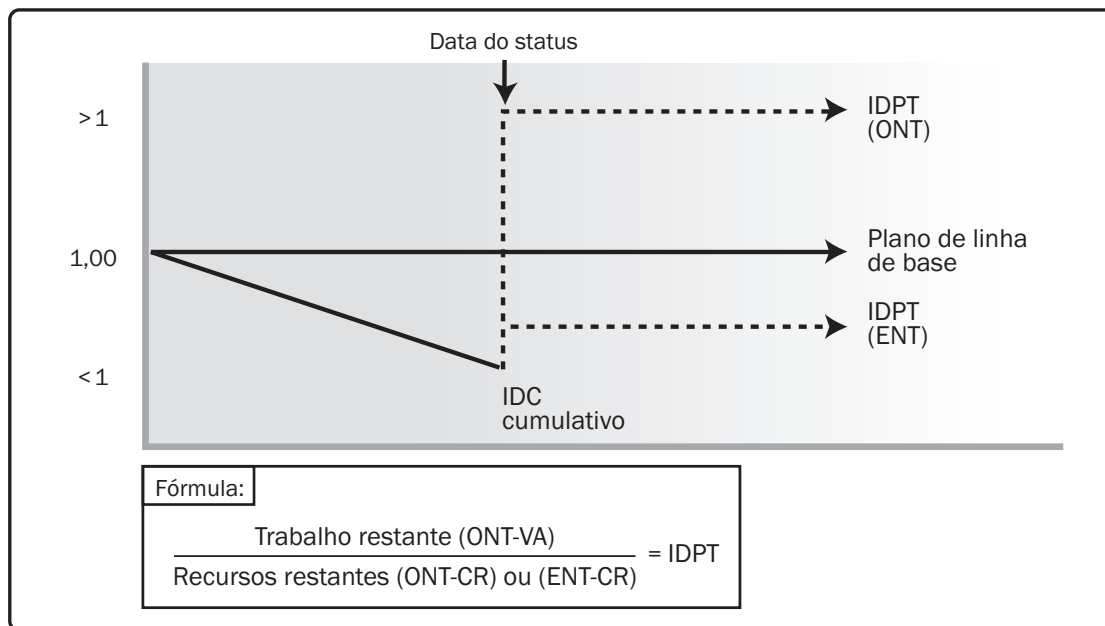 Data do status
>1
IDPT
(ONT)
1,00
Plano de linha
de base
IDPT
(ENT)
<1
IDC
cumulativo
Fórmula:
Trabalho restante (ONT-VA)
Recursos restantes (ONT-CR) ou (ENT-CR)
= IDPT